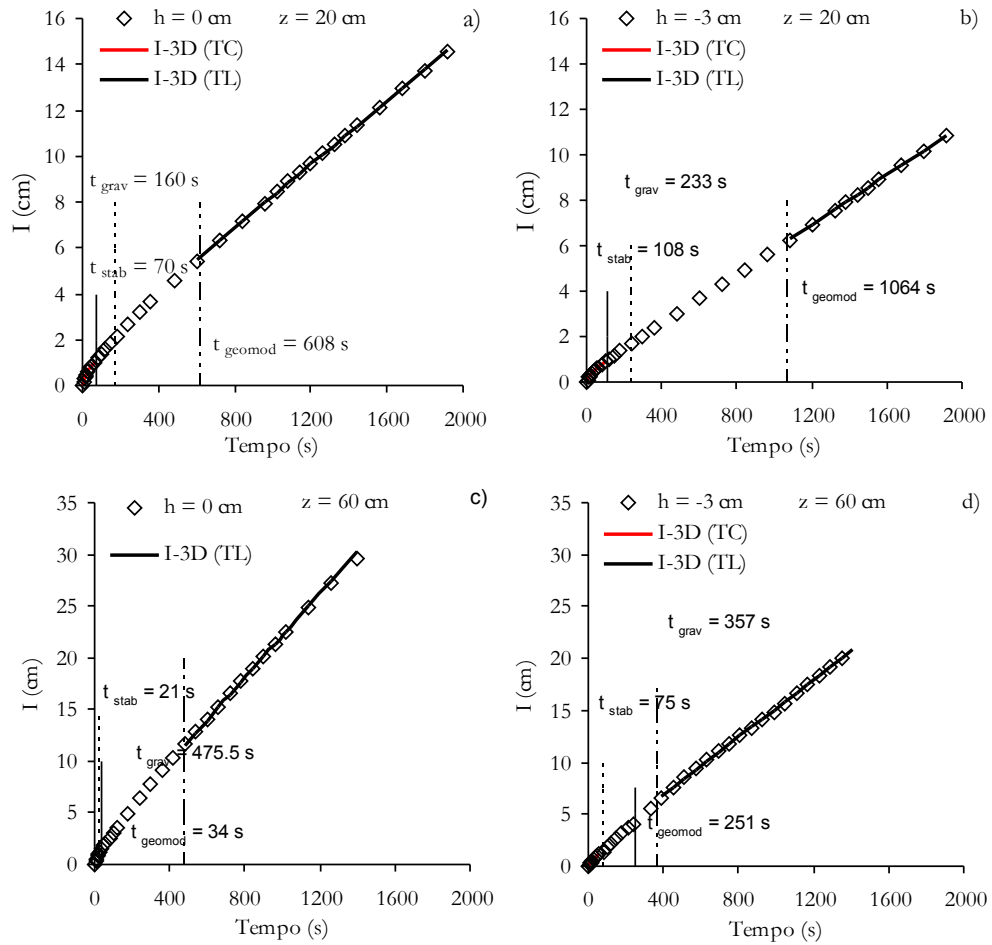 a)
h = 0 cm z = 20 cm
I-3D (TC)
I-3D (TL)
16
14
12
10
8
6
4
2
0
I (cm)
t grav = 160 s
t stab = 70 s
t geomod = 608 s
0 400 800 1200 1600 2000
Tempo (s)
b)
h = -3 cm z = 20 cm
I-3D (TC)
I-3D (TL)
16
14
12
10
8
6
4
2
0
I (cm)
t grav = 233 s
t stab = 108 s
t geomod = 1064 s
0 400 800 1200 1600 2000
Tempo (s)
c)
h = 0 cm z = 60 cm
I-3D (TL)
35
30
25
20
15
10
5
0
I (cm)
t stab = 21 s
t grav = 475.5 s
t geomod = 34 s
0 400 800 1200 1600 2000
Tempo (s)
d)
h = -3 cm z = 60 cm
I-3D (TC)
I-3D (TL)
35
30
25
20
15
10
5
0
I (cm)
t grav = 357 s
t stab = 75 s
t geomod = 251 s
0 400 800 1200 1600 2000
Tempo (s)